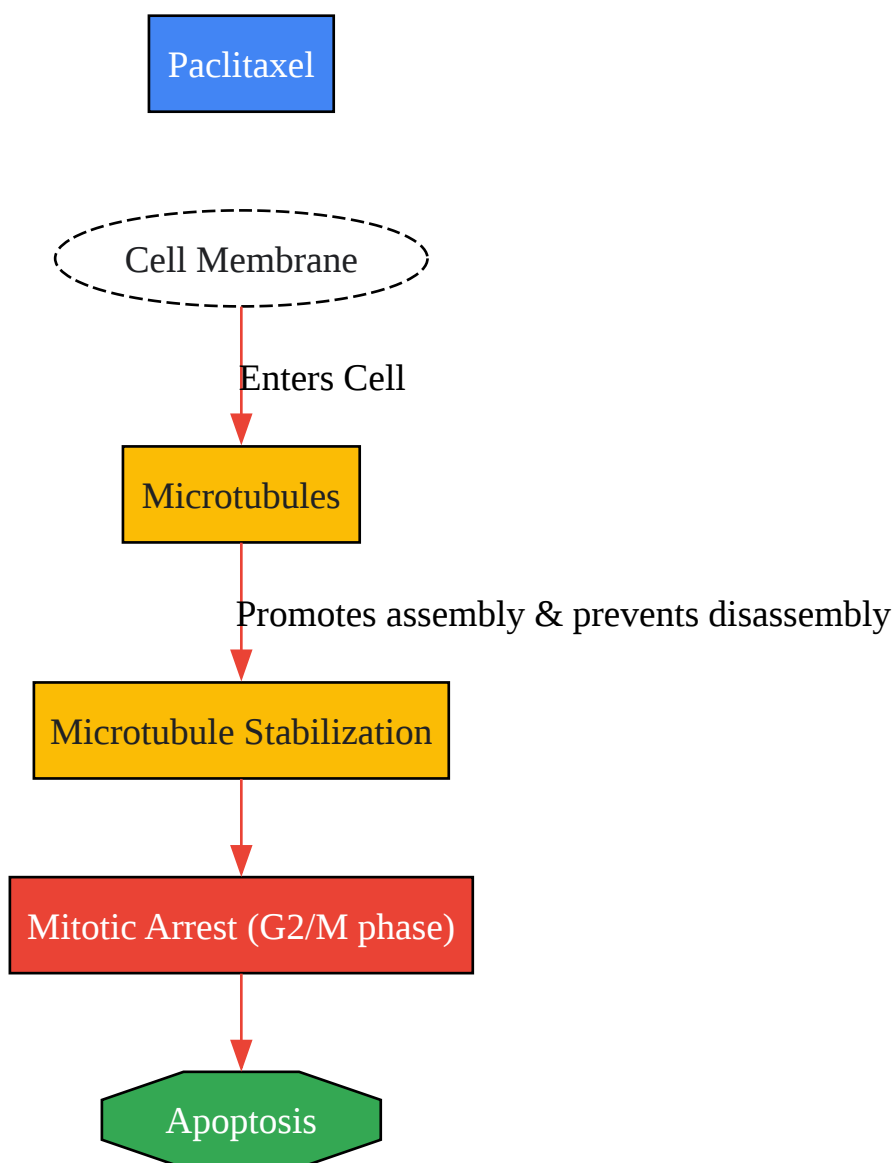 Paclitaxel
Cell Membrane
Enters Cell
Microtubules
Promotes assembly & prevents disassembly
Microtubule Stabilization
Mitotic Arrest (G2/M phase)
Apoptosis